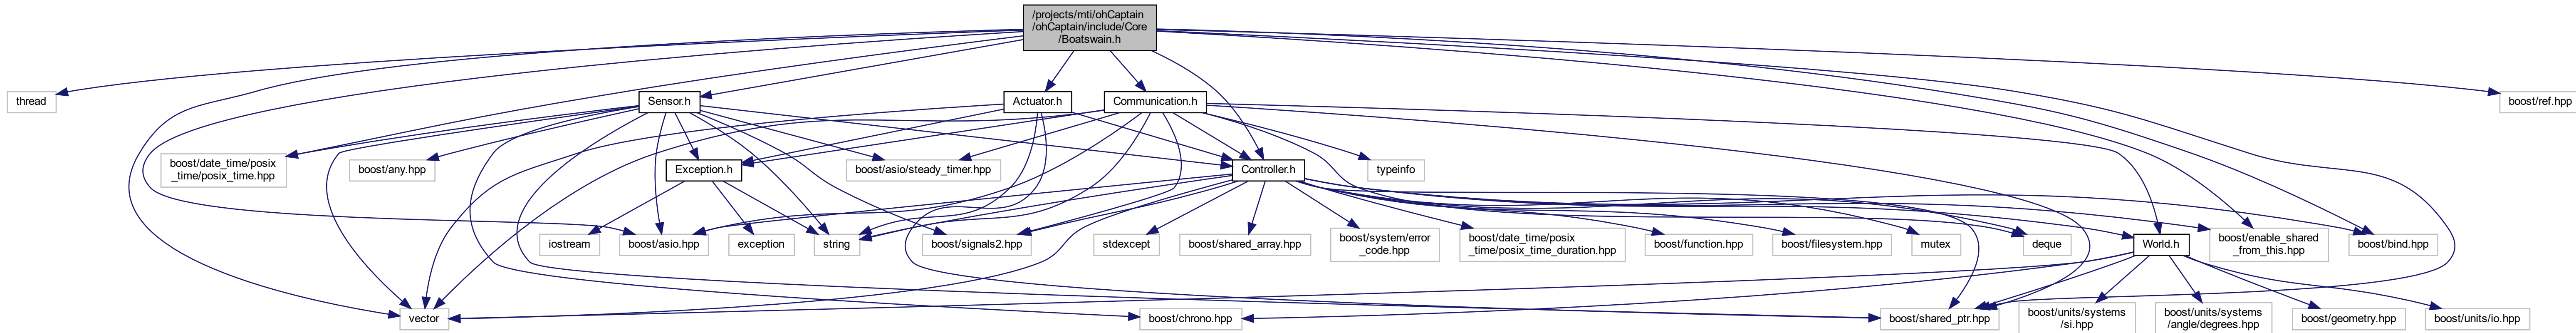 /projects/mti/ohCaptain
/ohCaptain/include/Core
/Boatswain.h
thread
Sensor.h
Actuator.h
Communication.h
boost/ref.hpp
boost/date_time/posix
_time/posix_time.hpp
boost/any.hpp
Exception.h
boost/asio/steady_timer.hpp
Controller.h
typeinfo
iostream
boost/asio.hpp
exception
string
boost/signals2.hpp
stdexcept
boost/shared_array.hpp
boost/system/error
_code.hpp
boost/date_time/posix
_time/posix_time_duration.hpp
boost/function.hpp
boost/filesystem.hpp
mutex
deque
World.h
boost/enable_shared
_from_this.hpp
boost/bind.hpp
vector
boost/chrono.hpp
boost/shared_ptr.hpp
boost/units/systems
/si.hpp
boost/units/systems
/angle/degrees.hpp
boost/geometry.hpp
boost/units/io.hpp